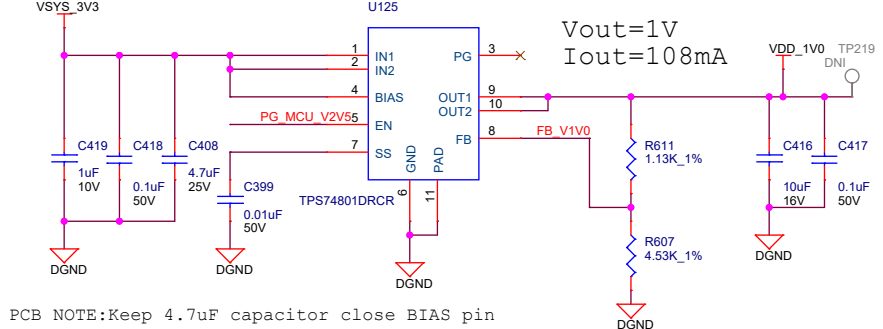 VSYS_3V3
U125
Vout=1V
Iout=108mA
VDD_1V0
TP219
DNI
1
IN1
2
IN2
PG
3
4
BIAS
OUT1
9
OUT2
10
PG_MCU_V2V5
5
EN
FB
8
FB_V1V0
7
SS
GND
PAD
6
11
TPS74801DRCR
C419
1uF
10V
C418
0.1uF
50V
C408
4.7uF
25V
C399
0.01uF
50V
R611
1.13K_1%
R607
4.53K_1%
C416
10uF
16V
C417
0.1uF
50V
DGND
DGND
DGND
DGND
DGND
PCB NOTE:Keep 4.7uF capacitor close BIAS pin